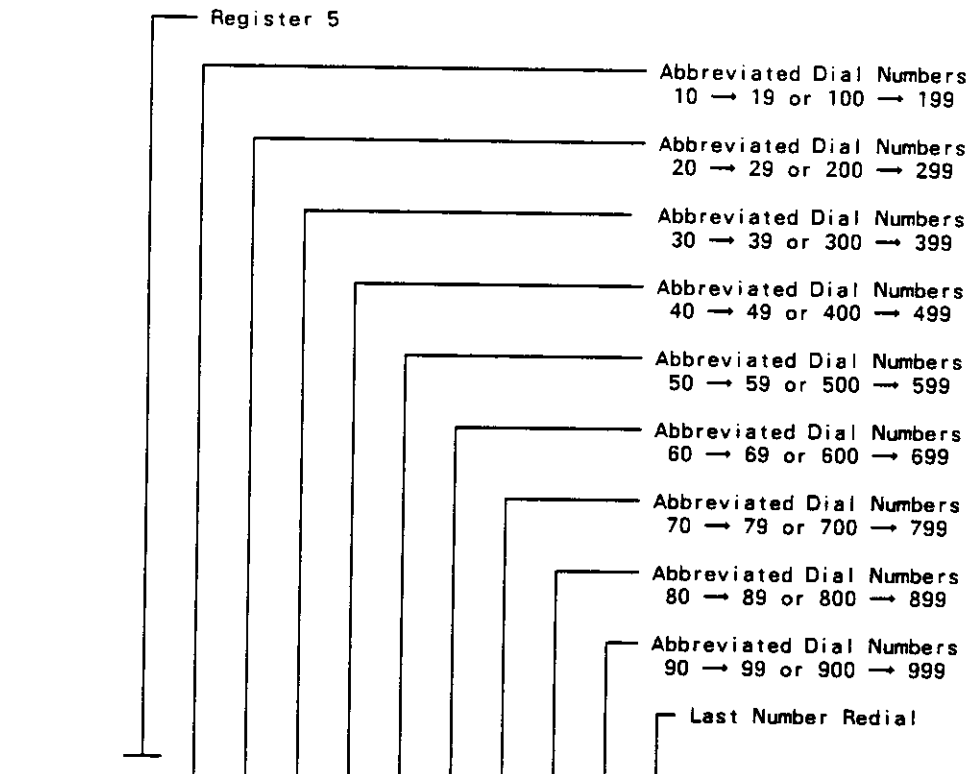 Register 5
Abbreviated Dial Numbers
10 → 19 or 100 → 199
Abbreviated Dial Numbers
20 → 29 or 200 → 299
Abbreviated Dial Numbers
30 → 39 or 300 → 399
Abbreviated Dial Numbers
40 → 49 or 400 → 499
Abbreviated Dial Numbers
50 → 59 or 500 → 599
Abbreviated Dial Numbers
60 → 69 or 600 → 699
Abbreviated Dial Numbers
70 → 79 or 700 → 799
Abbreviated Dial Numbers
80 → 89 or 800 → 899
Abbreviated Dial Numbers
90 → 99 or 900 → 999
Last Number Redial